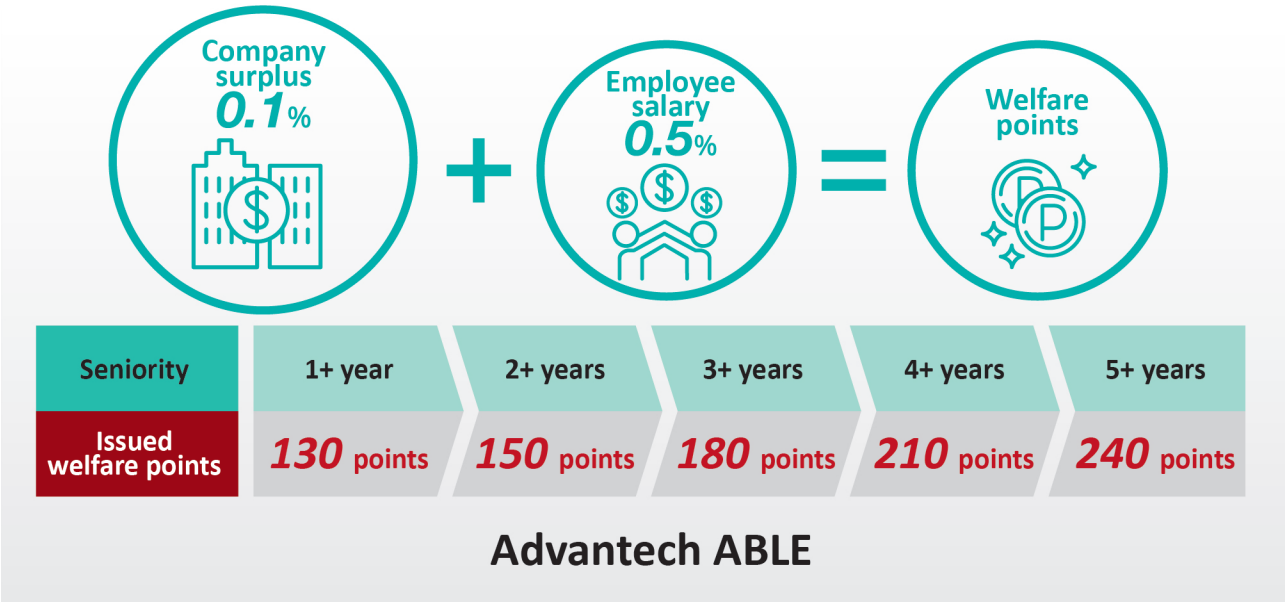 Company
surplus
0.1%
Employee
salary
0.5%
Welfare
points
$
$
$
$
P
P
+
=
Seniority
1+ year
2+ years
3+ years
4+ years
5+ years
Issued
welfare points
130 points
150 points
180 points
210 points
240 points
Advantech ABLE